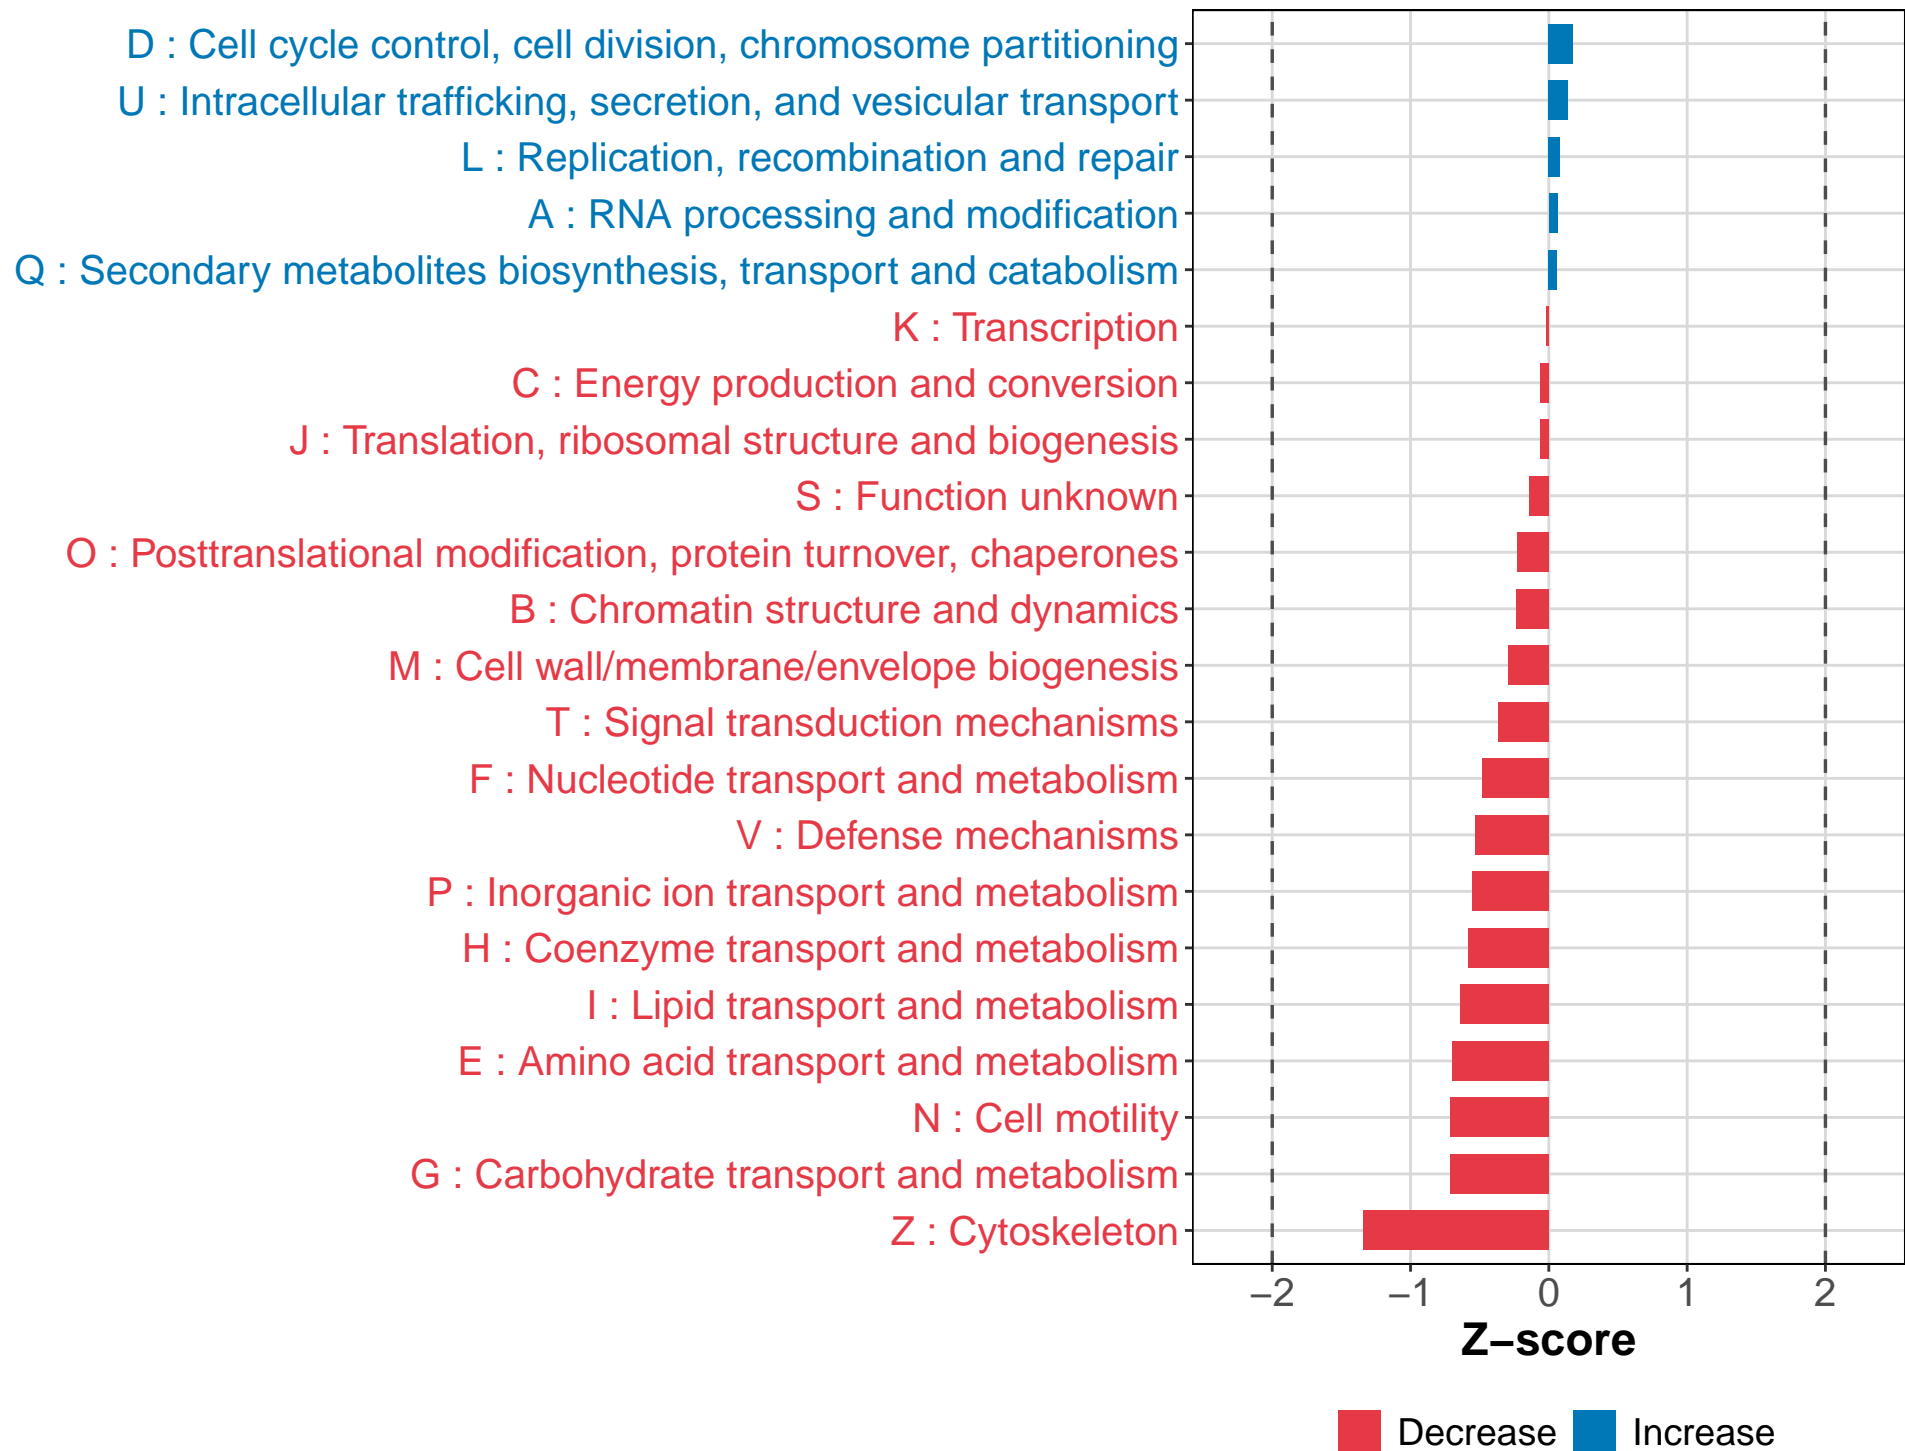 D : Cell cycle control, cell division, chromosome partitioning
U : Intracellular trafficking, secretion, and vesicular transport
L : Replication, recombination and repair
A : RNA processing and modification
Q : Secondary metabolites biosynthesis, transport and catabolism
K : Transcription
C : Energy production and conversion
J : Translation, ribosomal structure and biogenesis
S : Function unknown
O : Posttranslational modification, protein turnover, chaperones
B : Chromatin structure and dynamics
M : Cell wall/membrane/envelope biogenesis
T : Signal transduction mechanisms
F : Nucleotide transport and metabolism
V : Defense mechanisms
P : Inorganic ion transport and metabolism
H : Coenzyme transport and metabolism
I : Lipid transport and metabolism
E : Amino acid transport and metabolism
N : Cell motility
G : Carbohydrate transport and metabolism
Z : Cytoskeleton
−2 −1 0 1 2
Z−score
Decrease Increase